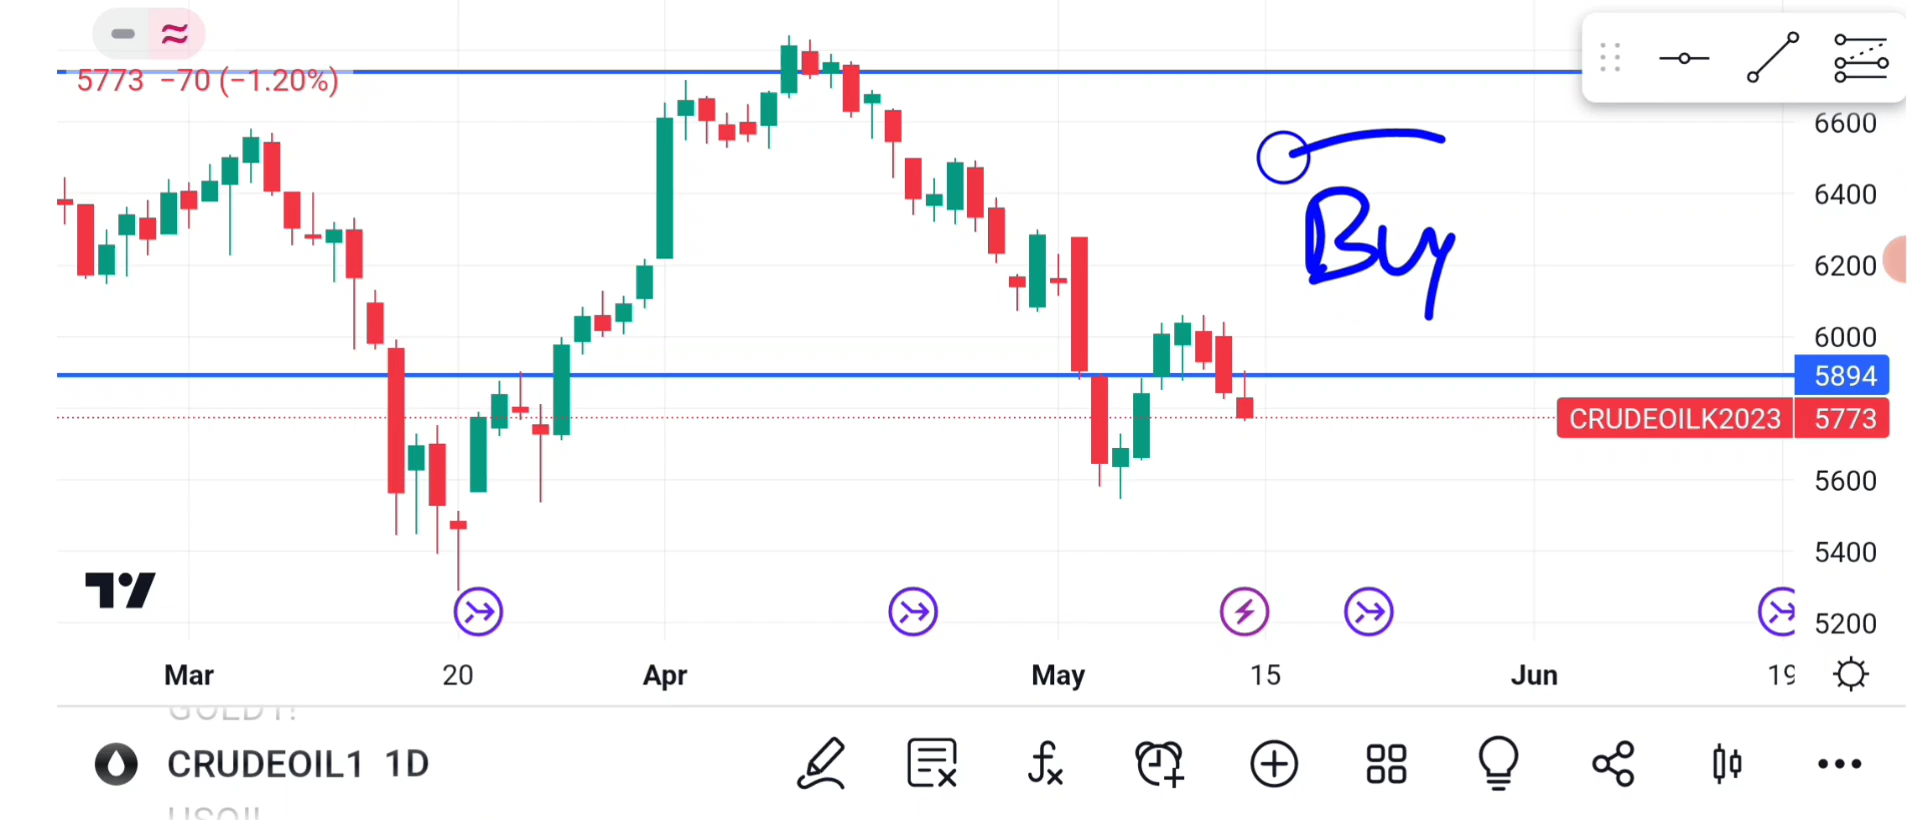 5773 −70 (−1.20%)
6600
Buy
6400
6200
6000
5894
CRUDEOILK2023 5773
5600
5400
5200
Mar 20 Apr May 15 Jun 19
CRUDEOIL1 1D